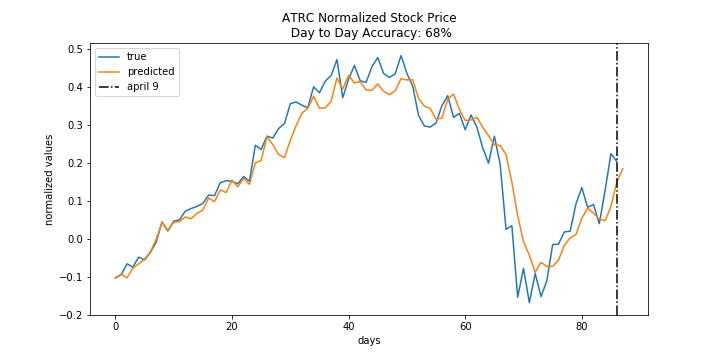 ATRC Normalized Stock Price
Day to Day Accuracy: 68%
true
predicted
april 9
normalized values
0.5
0.4
0.3
0.2
0.1
0.0
−0.1
−0.2
0
20
40
60
80
days